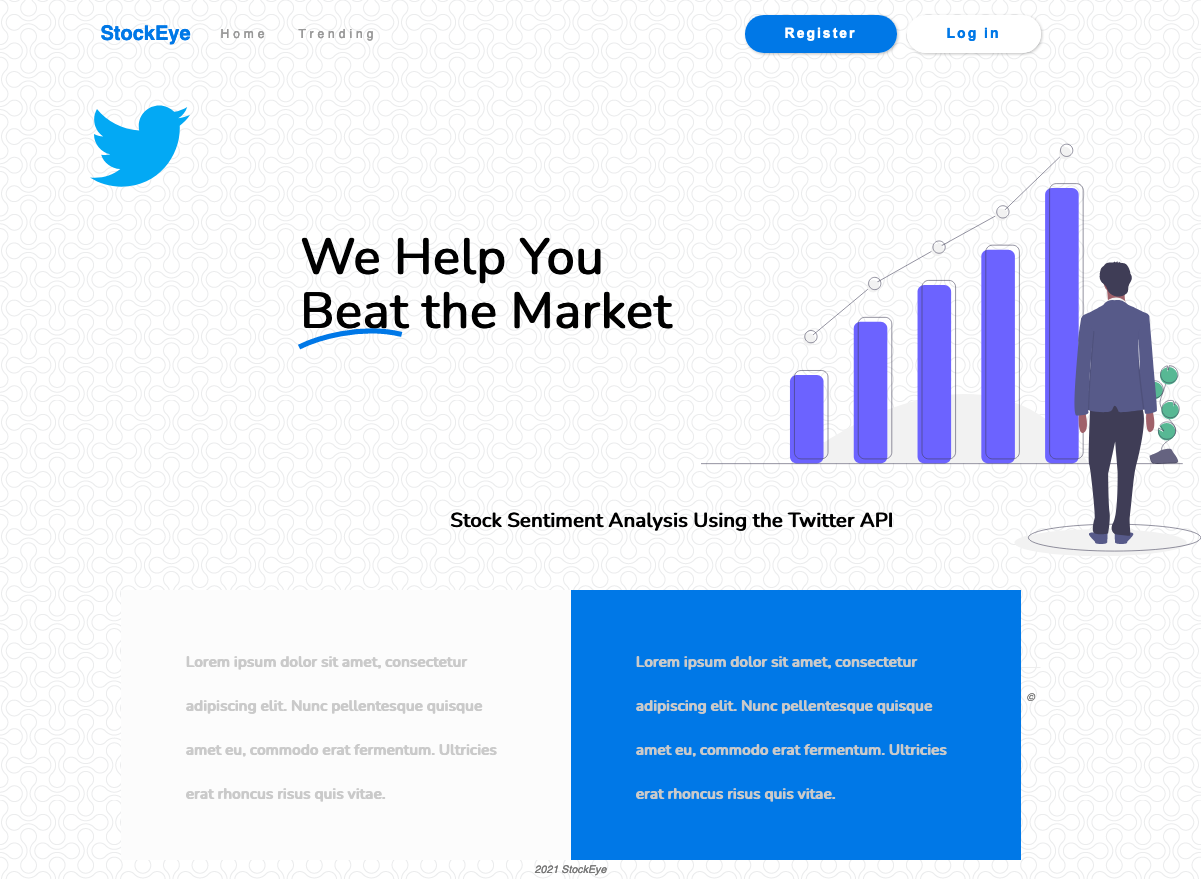 StockEye
Home
Trending
Register
Log in
We Help You
Beat the Market
Stock Sentiment Analysis Using the Twitter API
Lorem ipsum dolor sit amet, consectetur
adipiscing elit. Nunc pellentesque quisque
amet eu, commodo erat fermentum. Ultricies
erat rhoncus risus quis vitae.
Lorem ipsum dolor sit amet, consectetur
adipiscing elit. Nunc pellentesque quisque
amet eu, commodo erat fermentum. Ultricies
erat rhoncus risus quis vitae.
©
2021 StockEye